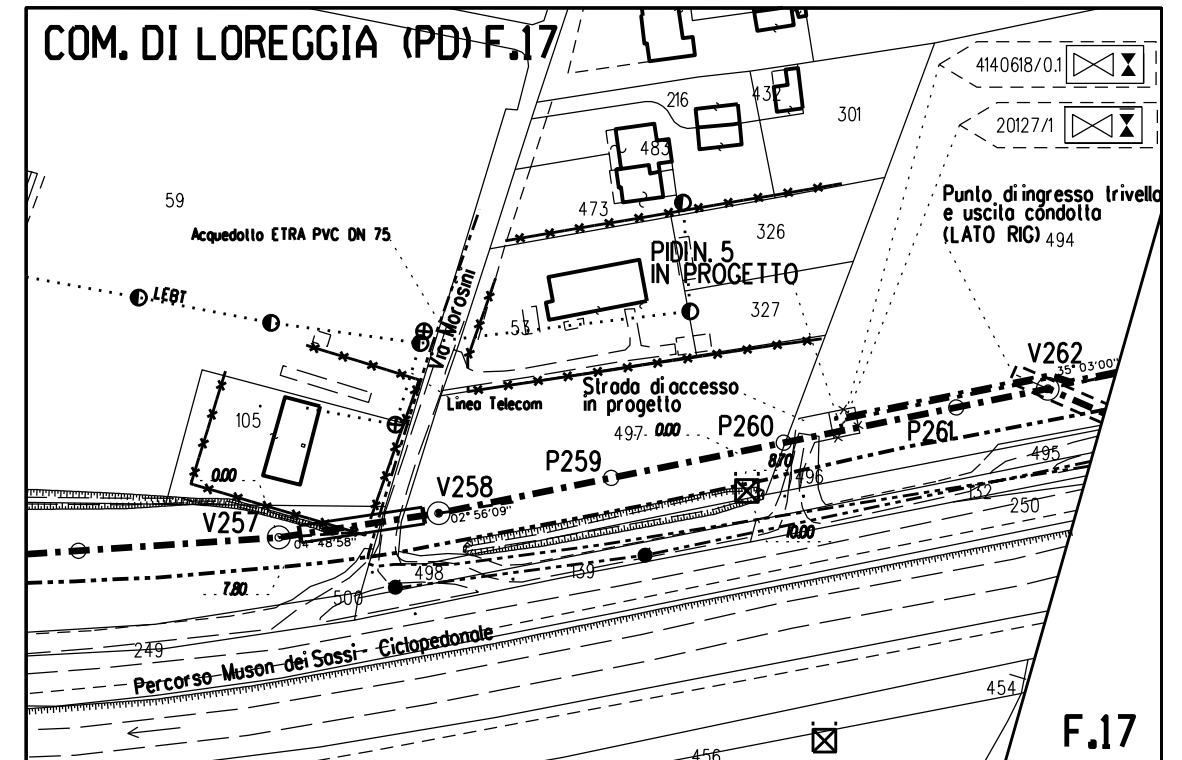 COM. DI LOREGGIA (PD) F.17
4140618/0.1
20127/1
216
432
301
483
59
473
Punto di ingresso trivella
e uscita condotta
(LATO RIG)
494
Acquedotto ETRA PVC DN 75
326
PIDI N. 5
IN PROGETTO
LEBT
Via Morosini
327
53
V262
35° 03'00"
Linea Telecom
Strada di accesso
in progetto
105
497
0.00
P260
P261
P259
8.70
495
496
0.00
V258
132
250
V257
02° 56'09"
04° 48'58"
10.00
498
139
7.80
500
249
Percorso Muson dei Sassi - Ciclopedonale
454
F.17
456